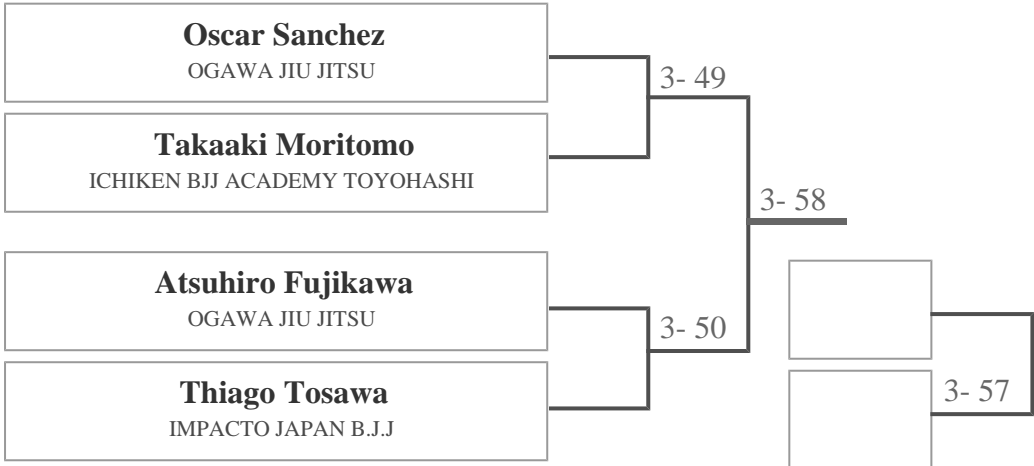 Oscar Sanchez
OGAWA JIU JITSU
3- 49
Takaaki Moritomo
ICHIKEN BJJ ACADEMY TOYOHASHI
3- 58
Atsuhiro Fujikawa
OGAWA JIU JITSU
3- 50
Thiago Tosawa
IMPACTO JAPAN B.J.J
3- 57